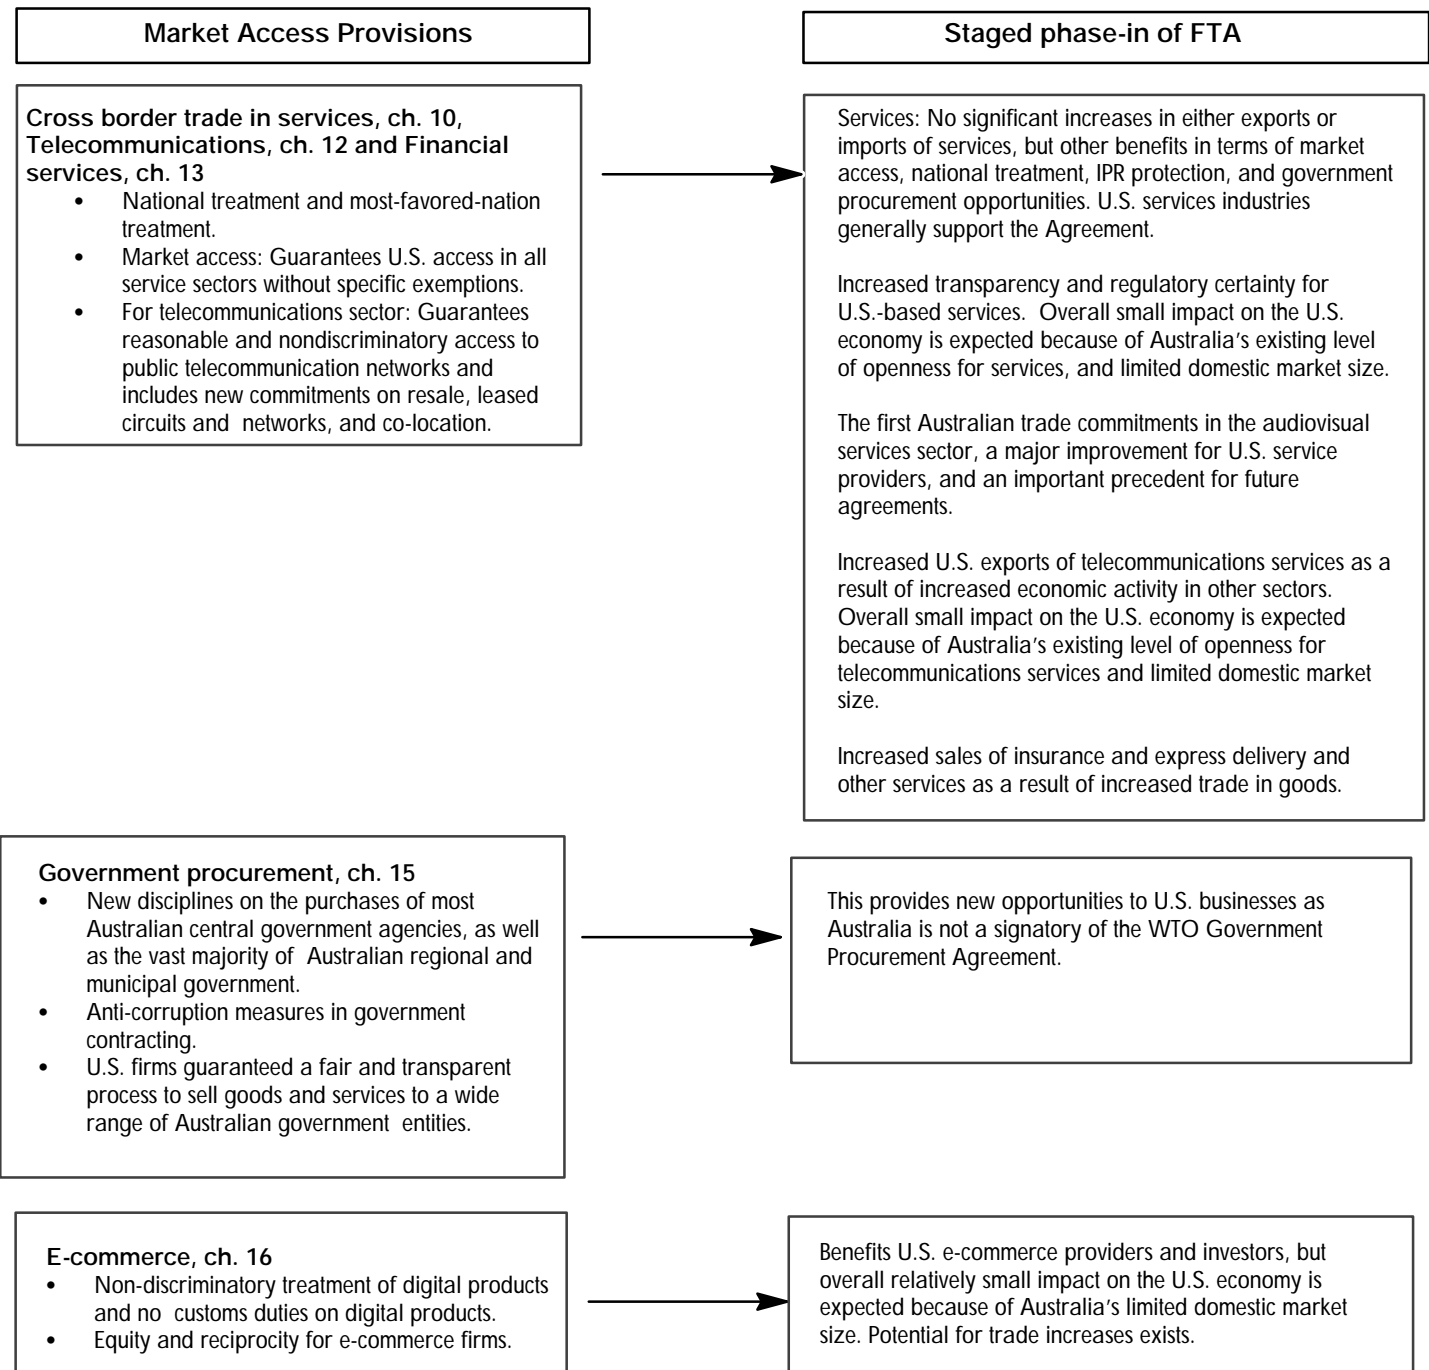 Market Access Provisions
Staged phase-in of FTA
Cross border trade in services, ch. 10,
Telecommunications, ch. 12 and Financial
services, ch. 13
• National treatment and most-favored-nation
treatment.
• Market access: Guarantees U.S. access in all
service sectors without specific exemptions.
• For telecommunications sector: Guarantees
reasonable and nondiscriminatory access to
public telecommunication networks and
includes new commitments on resale, leased
circuits and networks, and co-location.
Services: No significant increases in either exports or
imports of services, but other benefits in terms of market
access, national treatment, IPR protection, and government
procurement opportunities. U.S. services industries
generally support the Agreement.
Increased transparency and regulatory certainty for
U.S.-based services. Overall small impact on the U.S.
economy is expected because of Australia's existing level
of openness for services, and limited domestic market size.
The first Australian trade commitments in the audiovisual
services sector, a major improvement for U.S. service
providers, and an important precedent for future
agreements.
Increased U.S. exports of telecommunications services as a
result of increased economic activity in other sectors.
Overall small impact on the U.S. economy is expected
because of Australia's existing level of openness for
telecommunications services and limited domestic market
size.
Increased sales of insurance and express delivery and
other services as a result of increased trade in goods.
Government procurement, ch. 15
• New disciplines on the purchases of most
Australian central government agencies, as well
as the vast majority of Australian regional and
municipal government.
• Anti-corruption measures in government
contracting.
• U.S. firms guaranteed a fair and transparent
process to sell goods and services to a wide
range of Australian government entities.
This provides new opportunities to U.S. businesses as
Australia is not a signatory of the WTO Government
Procurement Agreement.
E-commerce, ch. 16
• Non-discriminatory treatment of digital products
and no customs duties on digital products.
• Equity and reciprocity for e-commerce firms.
Benefits U.S. e-commerce providers and investors, but
overall relatively small impact on the U.S. economy is
expected because of Australia's limited domestic market
size. Potential for trade increases exists.